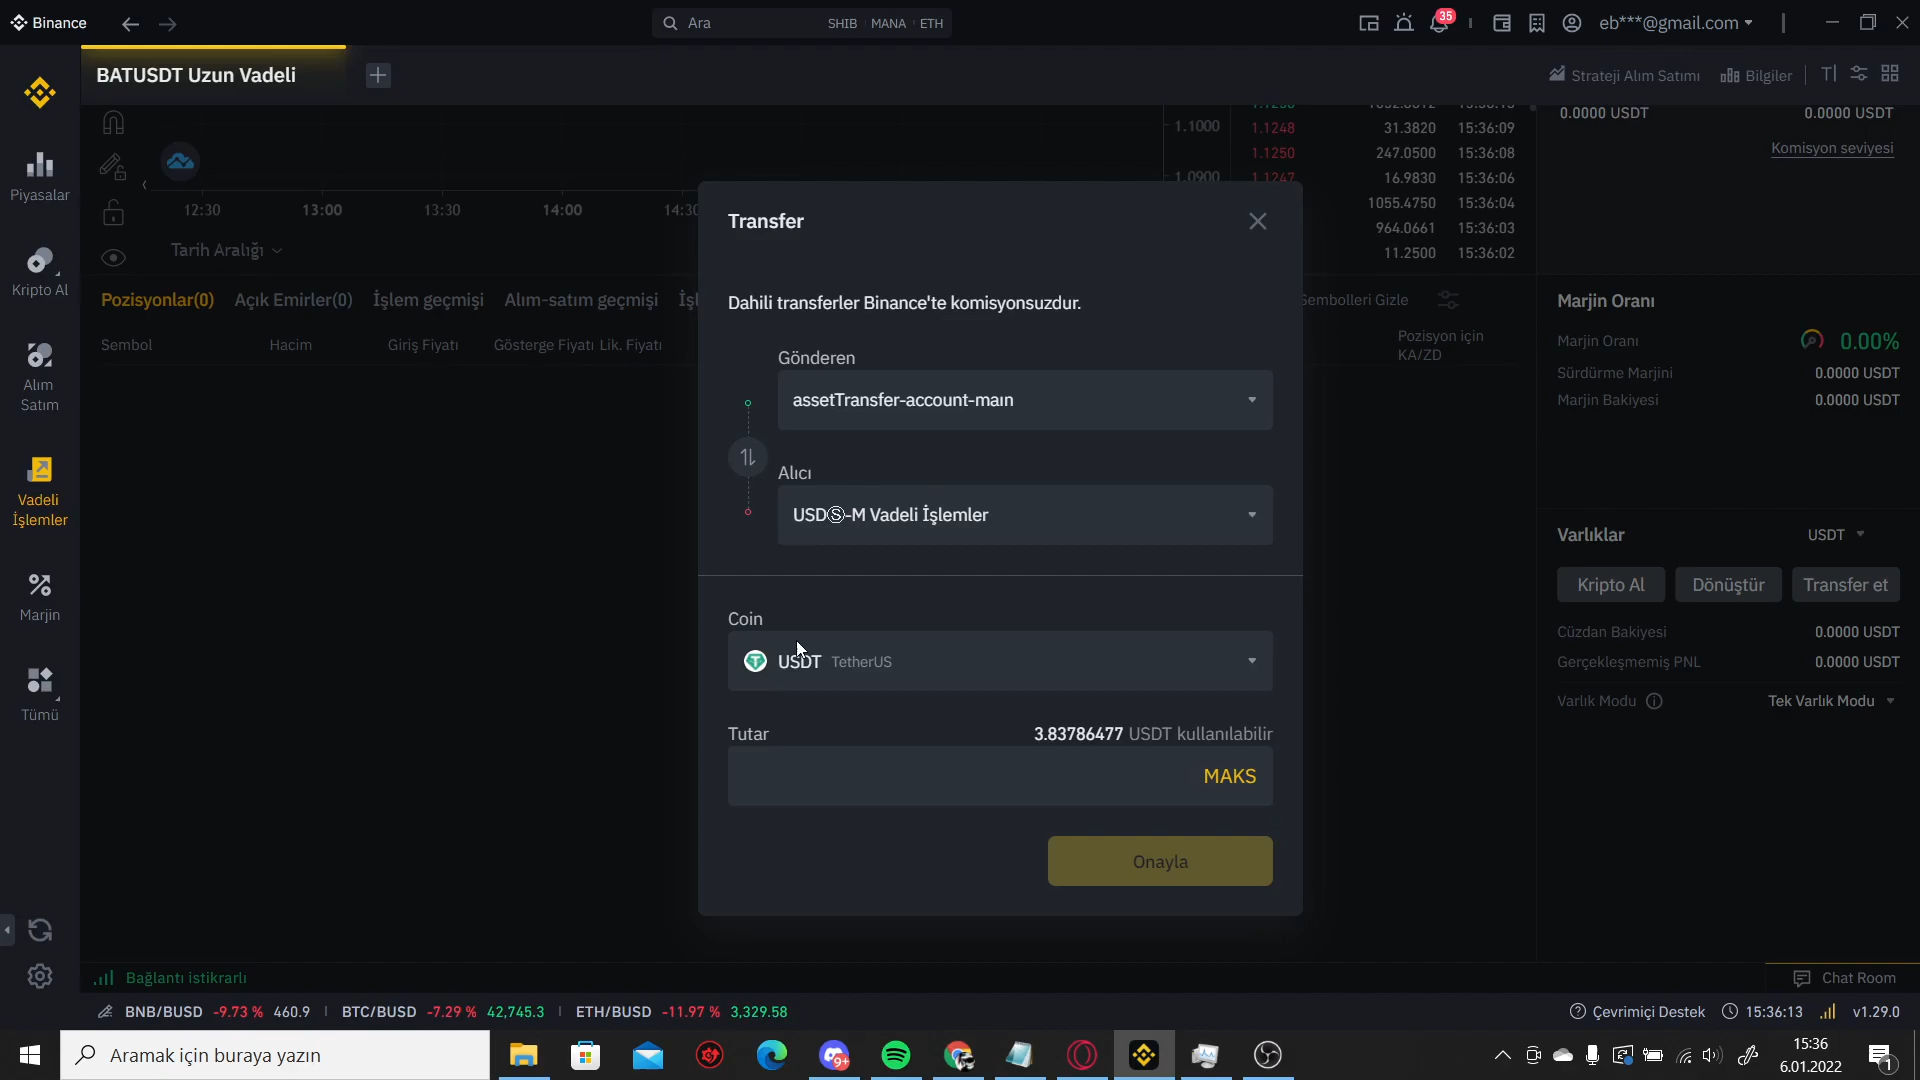 Binance
Ara SHIB MANA ETH
35
eb***@gmail.com
BATUSDT Uzun Vadeli
Strateji Alım Satımı
Bilgiler
Piyasalar
Kripto Al
Alım
Satım
Vadeli
İşlemler
Marjin
Tümü
1.1000
1.0900
12:30 13:00 13:30 14:00 14:30
Tarih Aralığı
1.1248 31.3820 15:36:09
1.1250 247.0500 15:36:08
1.1247 16.9830 15:36:06
1055.4750 15:36:04
964.0661 15:36:03
11.2500 15:36:02
0.0000 USDT 0.0000 USDT
Komisyon seviyesi
Pozisyonlar(0) Açık Emirler(0) İşlem geçmişi Alım-satım geçmişi İşl
Sembolleri Gizle
Sembol Hacim Giriş Fiyatı Gösterge Fiyatı Lik. Fiyatı
Pozisyon için
KA/ZD
Transfer
Dahili transferler Binance'te komisyonsuzdur.
Gönderen
assetTransfer-account-maın
Alıcı
USDⓈ-M Vadeli İşlemler
Coin
USDT TetherUS
Tutar 3.83786477 USDT kullanılabilir
MAKS
Onayla
Marjin Oranı
Marjin Oranı 0.00%
Sürdürme Marjini 0.0000 USDT
Marjin Bakiyesi 0.0000 USDT
Varlıklar USDT
Kripto Al Dönüştür Transfer et
Cüzdan Bakiyesi 0.0000 USDT
Gerçekleşmemiş PNL 0.0000 USDT
Varlık Modu Tek Varlık Modu
Bağlantı istikrarlı
Chat Room
BNB/BUSD -9.73 % 460.9 BTC/BUSD -7.29 % 42,745.3 ETH/BUSD -11.97 % 3,329.58
Çevrimiçi Destek 15:36:13 v1.29.0
Aramak için buraya yazın
9+
15:36
6.01.2022
1